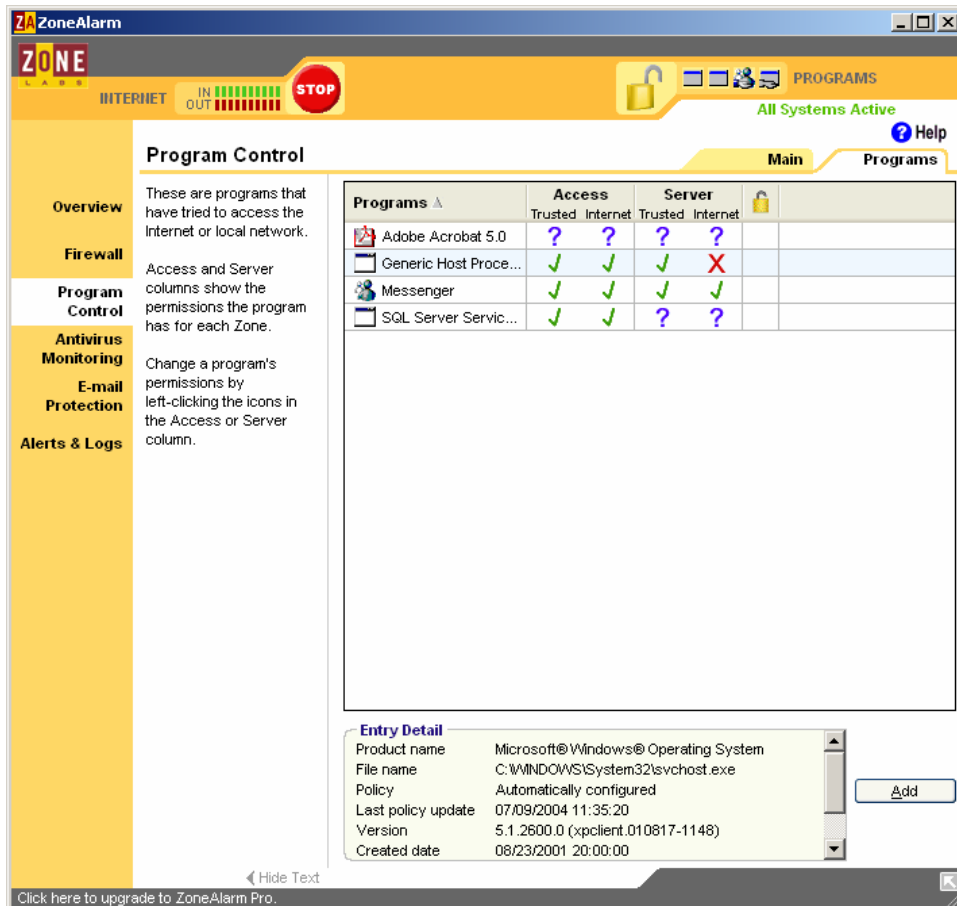 ZA ZoneAlarm
ZONE
LABS
INTERNET
IN
OUT
STOP
PROGRAMS
All Systems Active
? Help
Program Control
Main
Programs
Overview
Firewall
Program
Control
Antivirus
Monitoring
E-mail
Protection
Alerts & Logs
These are programs that
have tried to access the
Internet or local network.
Access and Server
columns show the
permissions the program
has for each Zone.
Change a program's
permissions by
left-clicking the icons in
the Access or Server
column.
Programs Access Server
Trusted Internet Trusted Internet
Adobe Acrobat 5.0 ? ? ? ?
Generic Host Proce... √ √ √ X
Messenger √ √ √ √
SQL Server Servic... √ √ ? ?
Entry Detail
Product name Microsoft® Windows® Operating System
File name C:\WINDOWS\System32\svchost.exe
Policy Automatically configured
Last policy update 07/09/2004 11:35:20
Version 5.1.2600.0 (xpclient.010817-1148)
Created date 08/23/2001 20:00:00
Add
Hide Text
Click here to upgrade to ZoneAlarm Pro.